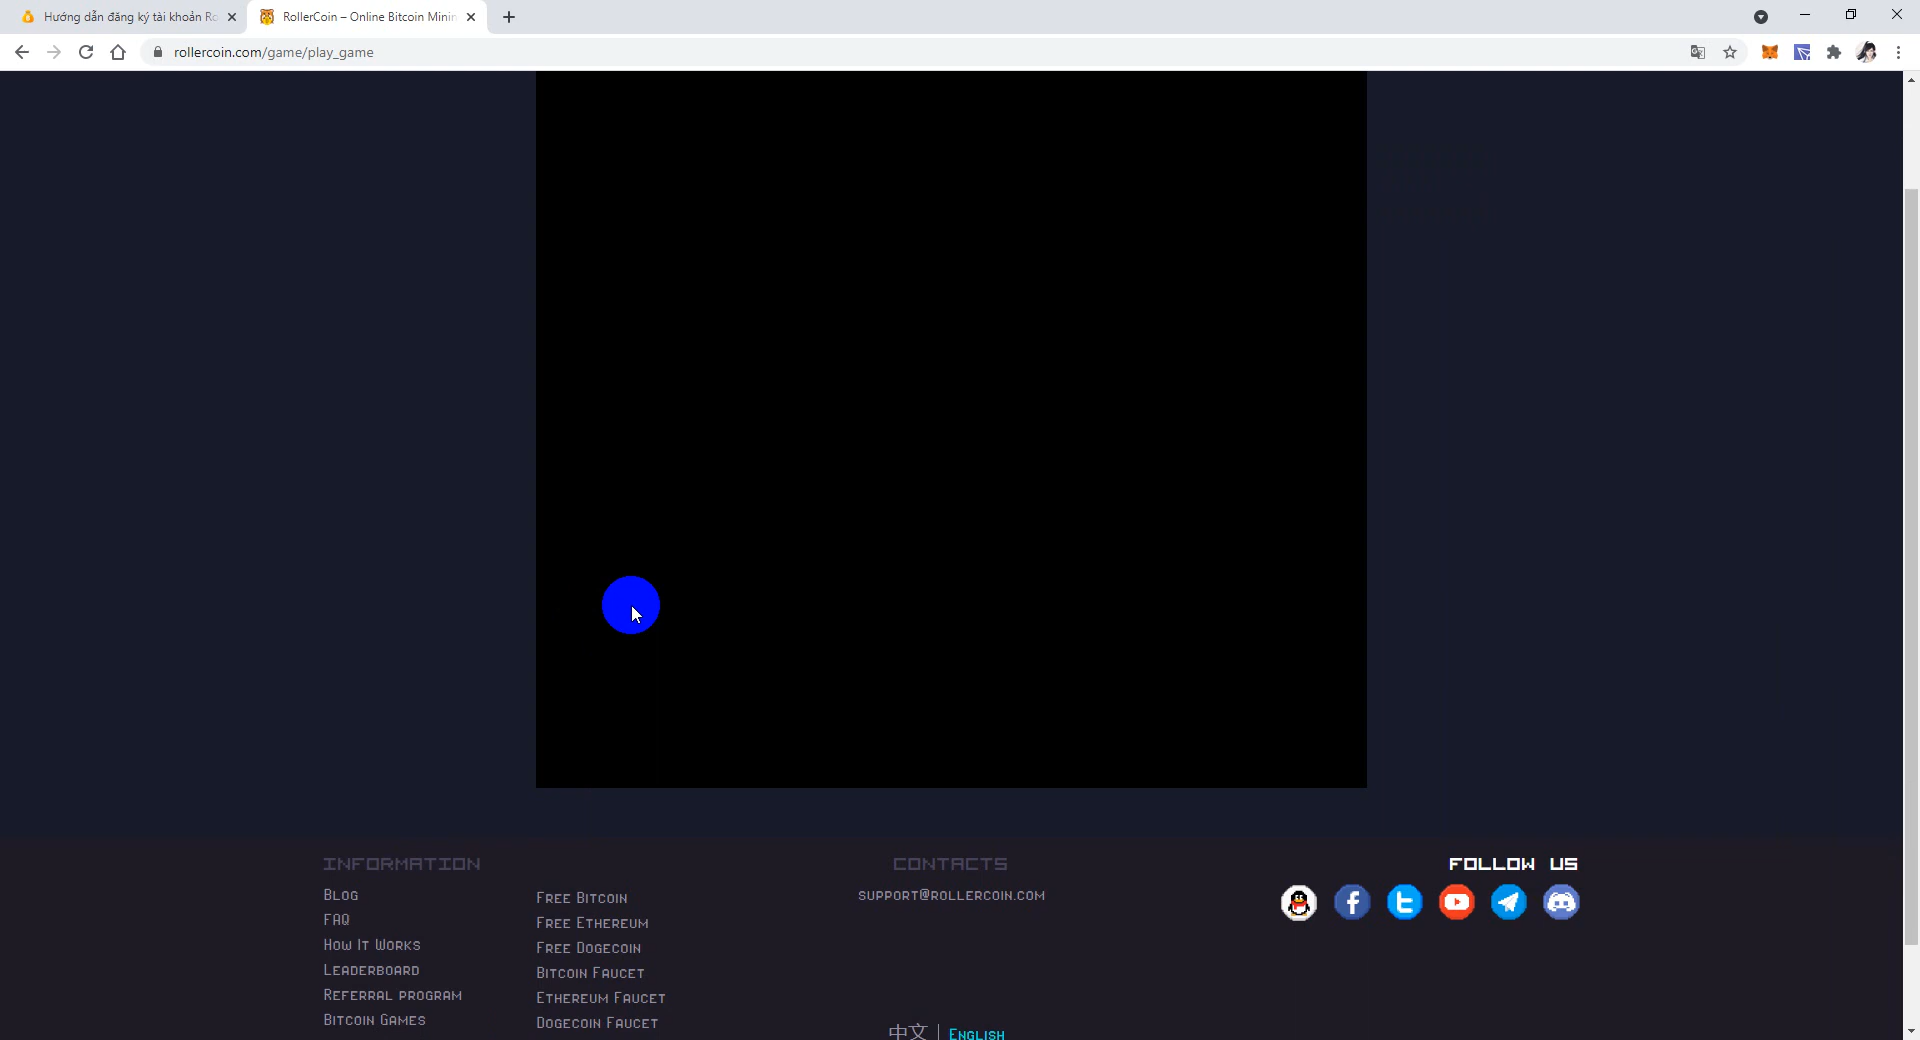 Hướng dẫn đăng ký tài khoản Ro
RollerCoin – Online Bitcoin Minin
rollercoin.com/game/play_game
INFORMATION
BLOG
FAQ
HOW IT WORKS
LEADERBOARD
REFERRAL PROGRAM
BITCOIN GAMES
FREE BITCOIN
FREE ETHEREUM
FREE DOGECOIN
BITCOIN FAUCET
ETHEREUM FAUCET
DOGECOIN FAUCET
CONTACTS
SUPPORT@ROLLERCOIN.COM
中文 | ENGLISH
FOLLOW US